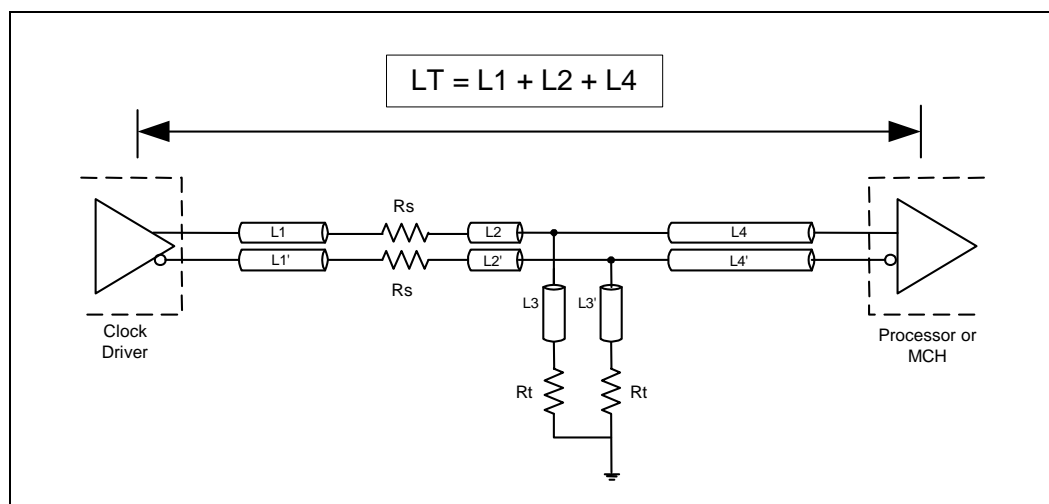 LT = L1 + L2 + L4
Rs
L1
L2
L4
L1'
L2'
L4'
Rs
L3
L3'
Clock
Driver
Processor or
MCH
Rt
Rt